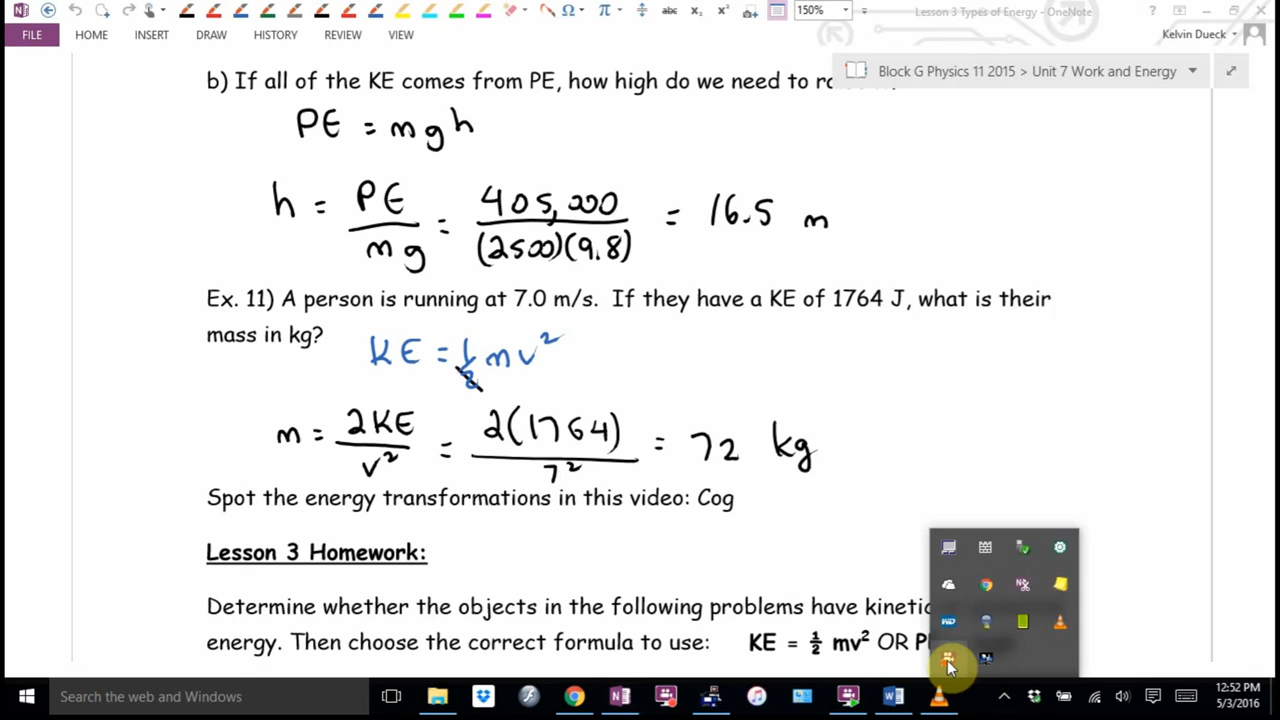 150%
Lesson 3 Types of Energy - OneNote
FILE HOME INSERT DRAW HISTORY REVIEW VIEW
Kelvin Dueck
Block G Physics 11 2015 > Unit 7 Work and Energy
b) If all of the KE comes from PE, how high do we need to
PE = mgh
h = PE/mg = 405,000/(2500)(9.8) = 16.5 m
Ex. 11) A person is running at 7.0 m/s. If they have a KE of 1764 J, what is their
mass in kg?
KE = 1/2 mv²
m = 2KE/v² = 2(1764)/7² = 72 kg
Spot the energy transformations in this video: Cog
Lesson 3 Homework:
Determine whether the objects in the following problems have
energy. Then choose the correct formula to use: KE = ½ mv² OR
Search the web and Windows
12:52 PM
5/3/2016